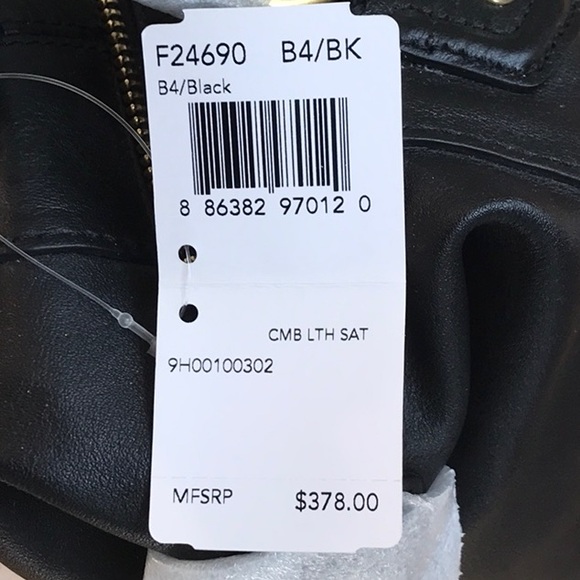 F24690 B4/BK
B4/Black
8 86382 97012 0
CMB LTH SAT
9H00100302
MFSRP $378.00